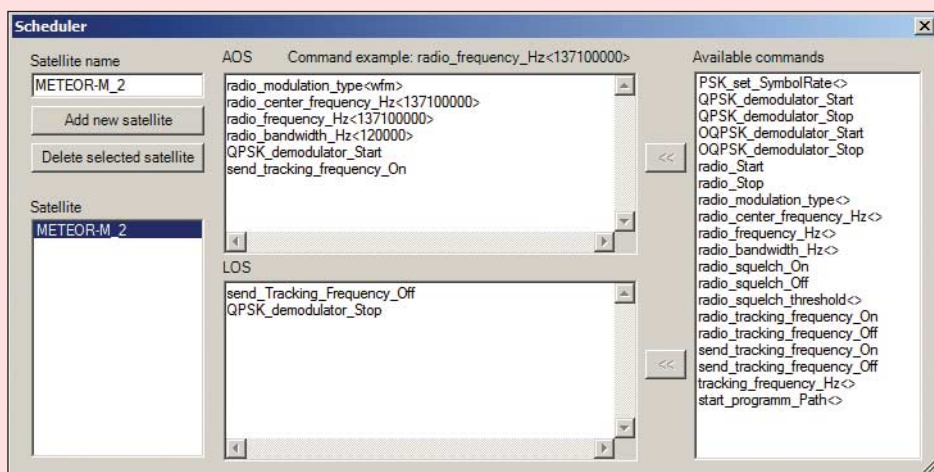 Scheduler
Satellite name
METEOR-M_2
Add new satellite
Delete selected satellite
Satellite
METEOR-M_2
AOS Command example: radio_frequency_Hz<137100000>
radio_modulation_type<wfm>
radio_center_frequency_Hz<137100000>
radio_frequency_Hz<137100000>
radio_bandwidth_Hz<120000>
QPSK_demodulator_Start
send_tracking_frequency_On
LOS
send_Tracking_Frequency_Off
QPSK_demodulator_Stop
<<
<<
Available commands
PSK_set_SymbolRate<>
QPSK_demodulator_Start
QPSK_demodulator_Stop
OQPSK_demodulator_Start
OQPSK_demodulator_Stop
radio_Start
radio_Stop
radio_modulation_type<>
radio_center_frequency_Hz<>
radio_frequency_Hz<>
radio_bandwidth_Hz<>
radio_squelch_On
radio_squelch_Off
radio_squelch_threshold<>
radio_tracking_frequency_On
radio_tracking_frequency_Off
send_tracking_frequency_On
send_tracking_frequency_Off
tracking_frequency_Hz<>
start_programm_Path<>